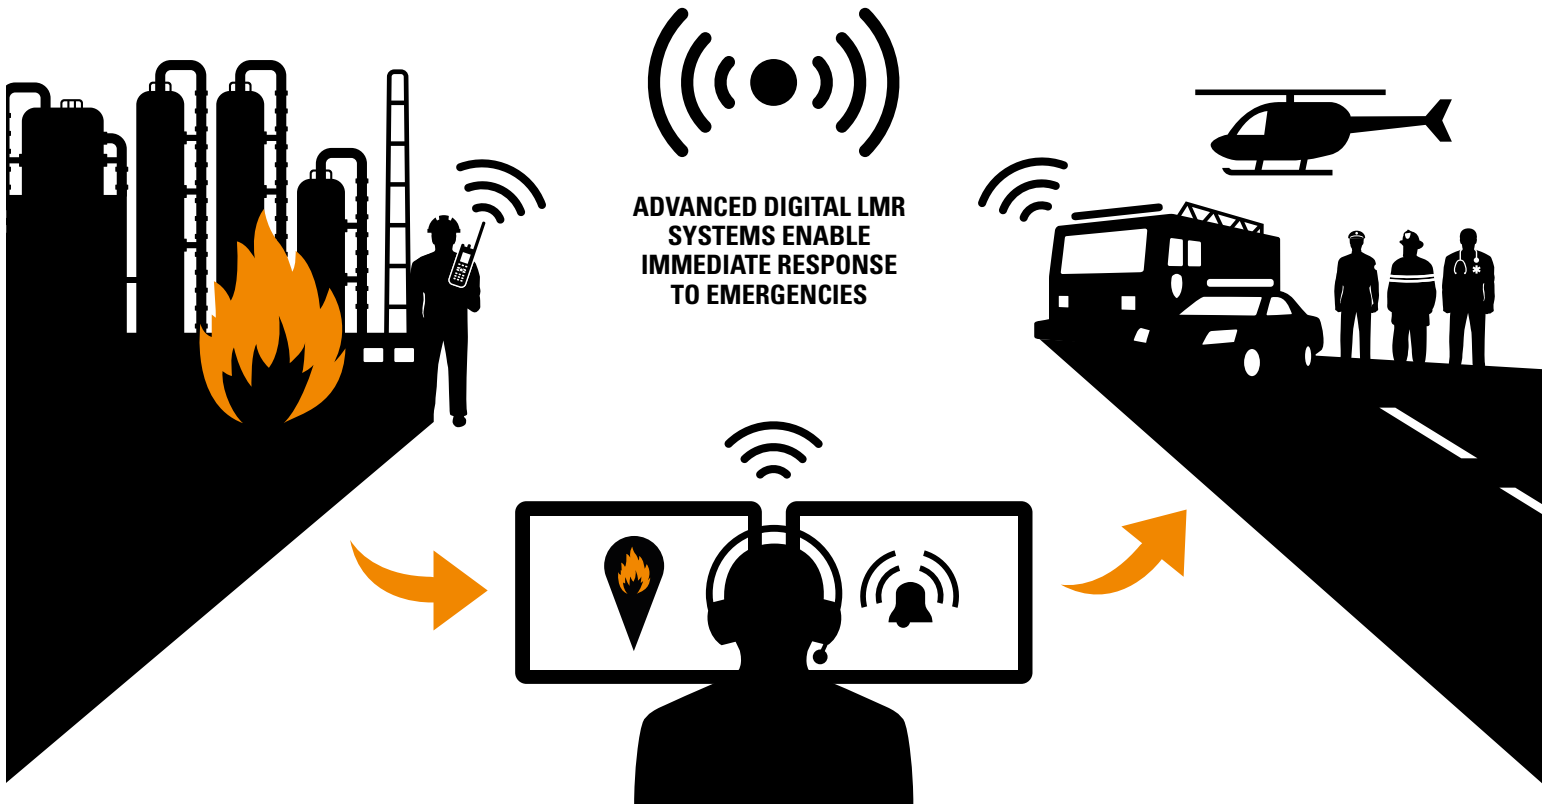 ADVANCED DIGITAL LMR
SYSTEMS ENABLE
IMMEDIATE RESPONSE
TO EMERGENCIES